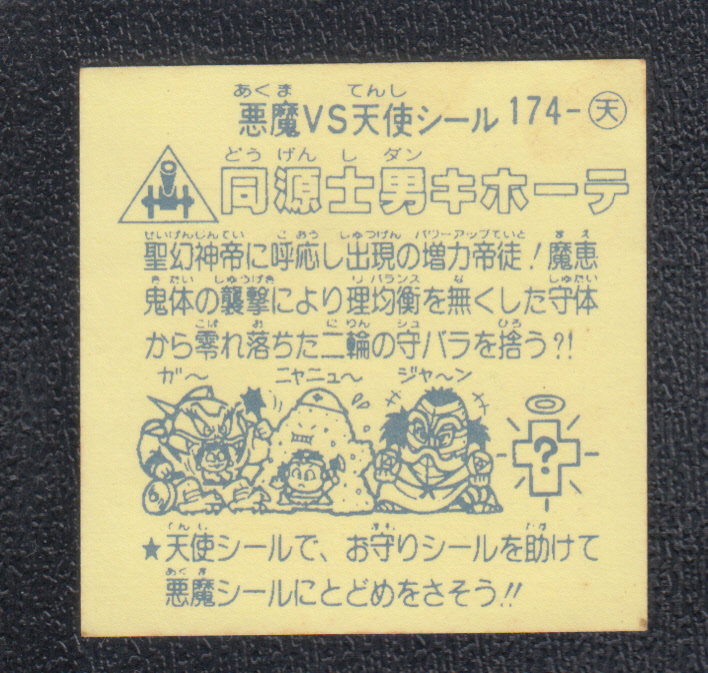 あくま てんし
悪魔VS天使シール 174-天
どうげんしダン
同源士男キホーテ
せいげんじんてい こおう しゅつげん パワーアップていと まえ
聖幻神帝に呼応し出現の増力帝徒!魔恵
きたい しゅうげき りバランス な しゅたい
鬼体の襲撃により理均衡を無くした守体
こぼ お にりん シュ ひろ
から零れ落ちた二輪の守バラを捨う?!
ガ〜 ニャニュ〜 ジャ〜ン
?
てんし まも たす
★天使シールで、お守りシールを助けて
あくま
悪魔シールにとどめをさそう!!